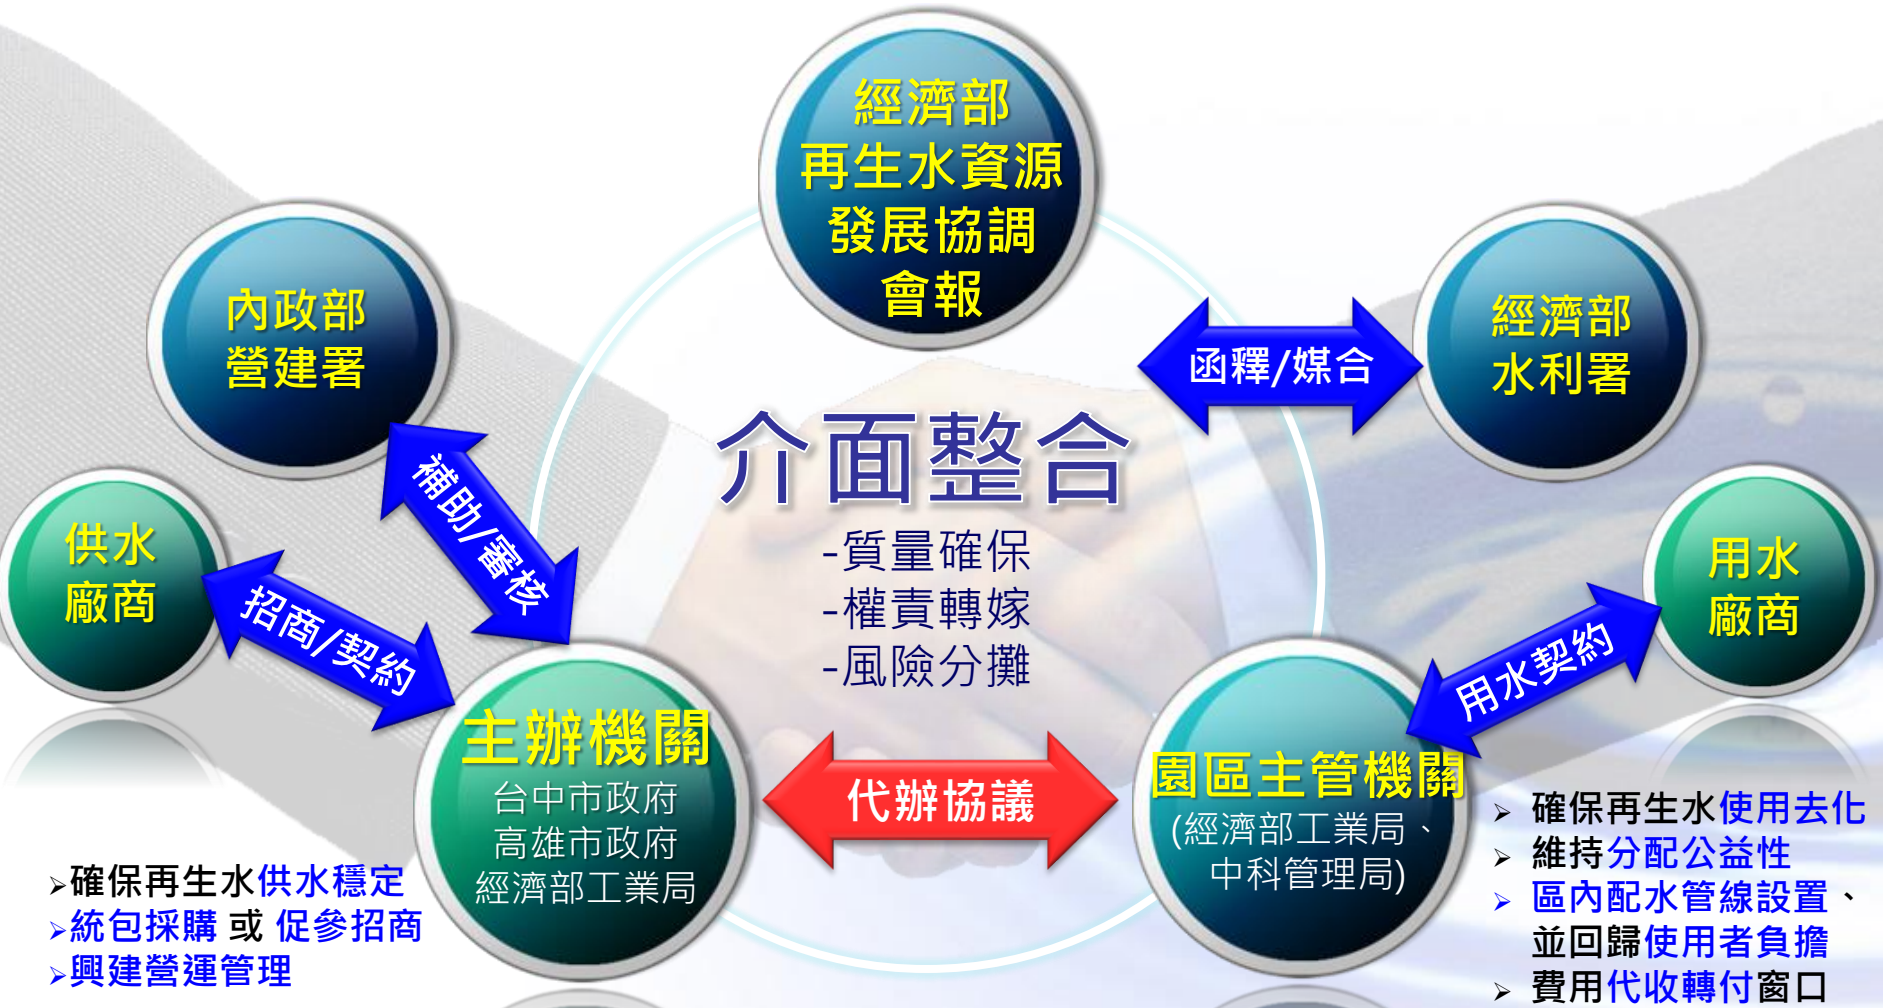 經濟部
再生水資源
發展協調
會報
內政部
營建署
經濟部
水利署
函釋/媒合
介面整合
-質量確保
-權責轉嫁
-風險分攤
補助/審核
供水
廠商
招商/契約
用水
廠商
用水契約
主辦機關
台中市政府
高雄市政府
經濟部工業局
代辦協議
園區主管機關
(經濟部工業局、
中科管理局)
➢確保再生水供水穩定
➢統包採購 或 促參招商
➢興建營運管理
➢ 確保再生水使用去化
➢ 維持分配公益性
➢ 區內配水管線設置、
並回歸使用者負擔
➢ 費用代收轉付窗口